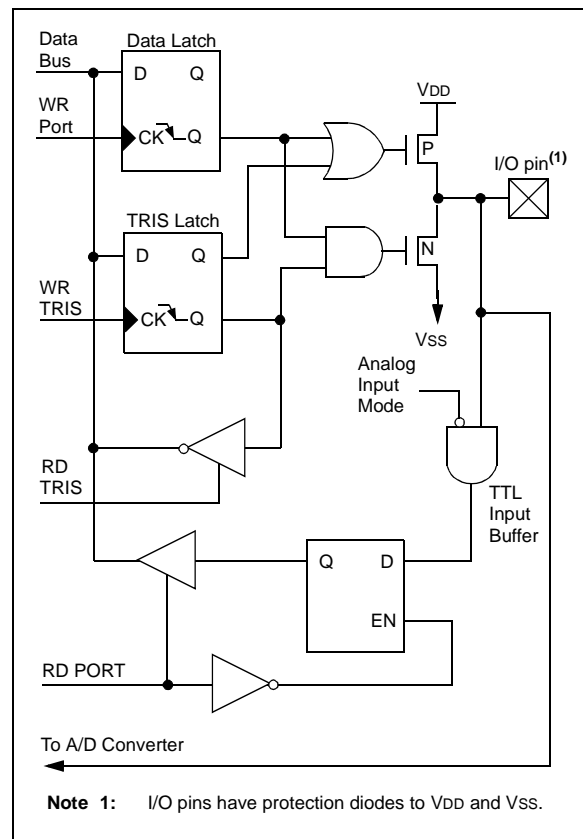 Data Bus
Data Latch
D Q
WR Port
CK Q
VDD
P
I/O pin(1)
TRIS Latch
D Q
N
WR TRIS
CK Q
VSS
Analog Input Mode
RD TRIS
TTL Input Buffer
Q D
EN
RD PORT
To A/D Converter
Note 1: I/O pins have protection diodes to VDD and VSS.